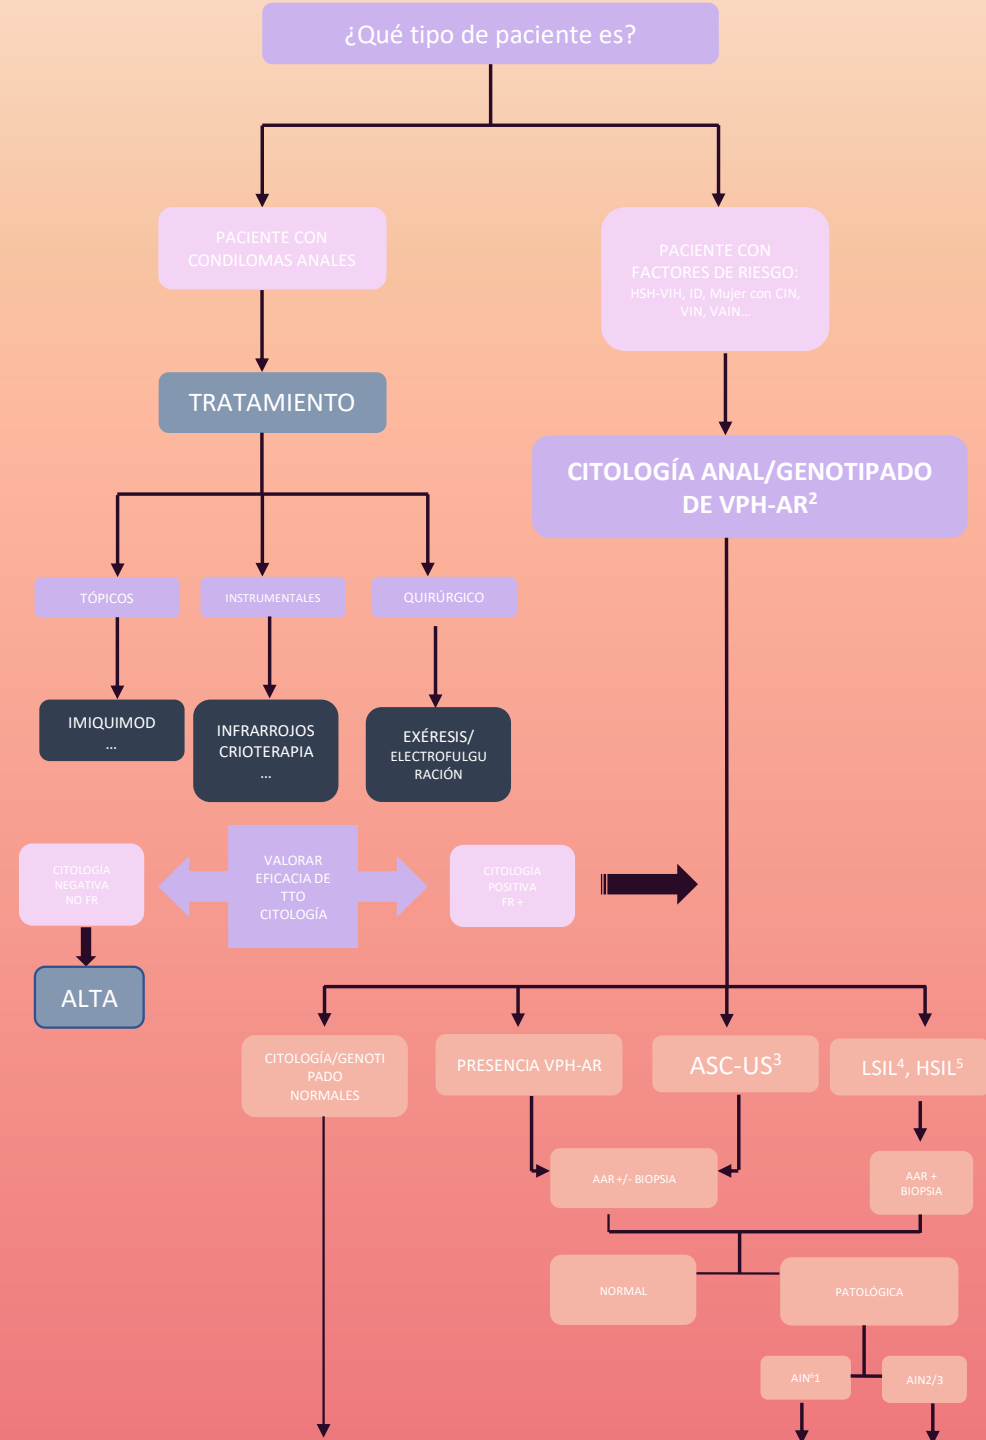 ¿Qué tipo de paciente es?
PACIENTE CON
CONDILOMAS ANALES
PACIENTE CON
FACTORES DE RIESGO:
HSH-VIH, ID, Mujer con CIN,
VIN, VAIN...
TRATAMIENTO
CITOLOGÍA ANAL/GENOTIPADO
DE VPH-AR²
TÓPICOS
INSTRUMENTALES
QUIRÚRGICO
IMIQUIMOD
...
INFRARROJOS
CRIOTERAPIA
...
EXÉRESIS/
ELECTROFULGU
RACIÓN
CITOLOGÍA
NEGATIVA
NO FR
VALORAR
EFICACIA DE
TTO
CITOLOGÍA
CITOLOGÍA
POSITIVA
FR +
ALTA
CITOLOGÍA/GENOTI
PADO
NORMALES
PRESENCIA VPH-AR
ASC-US³
LSIL⁴, HSIL⁵
AAR +/- BIOPSIA
AAR +
BIOPSIA
NORMAL
PATOLÓGICA
AIN⁶1
AIN2/3